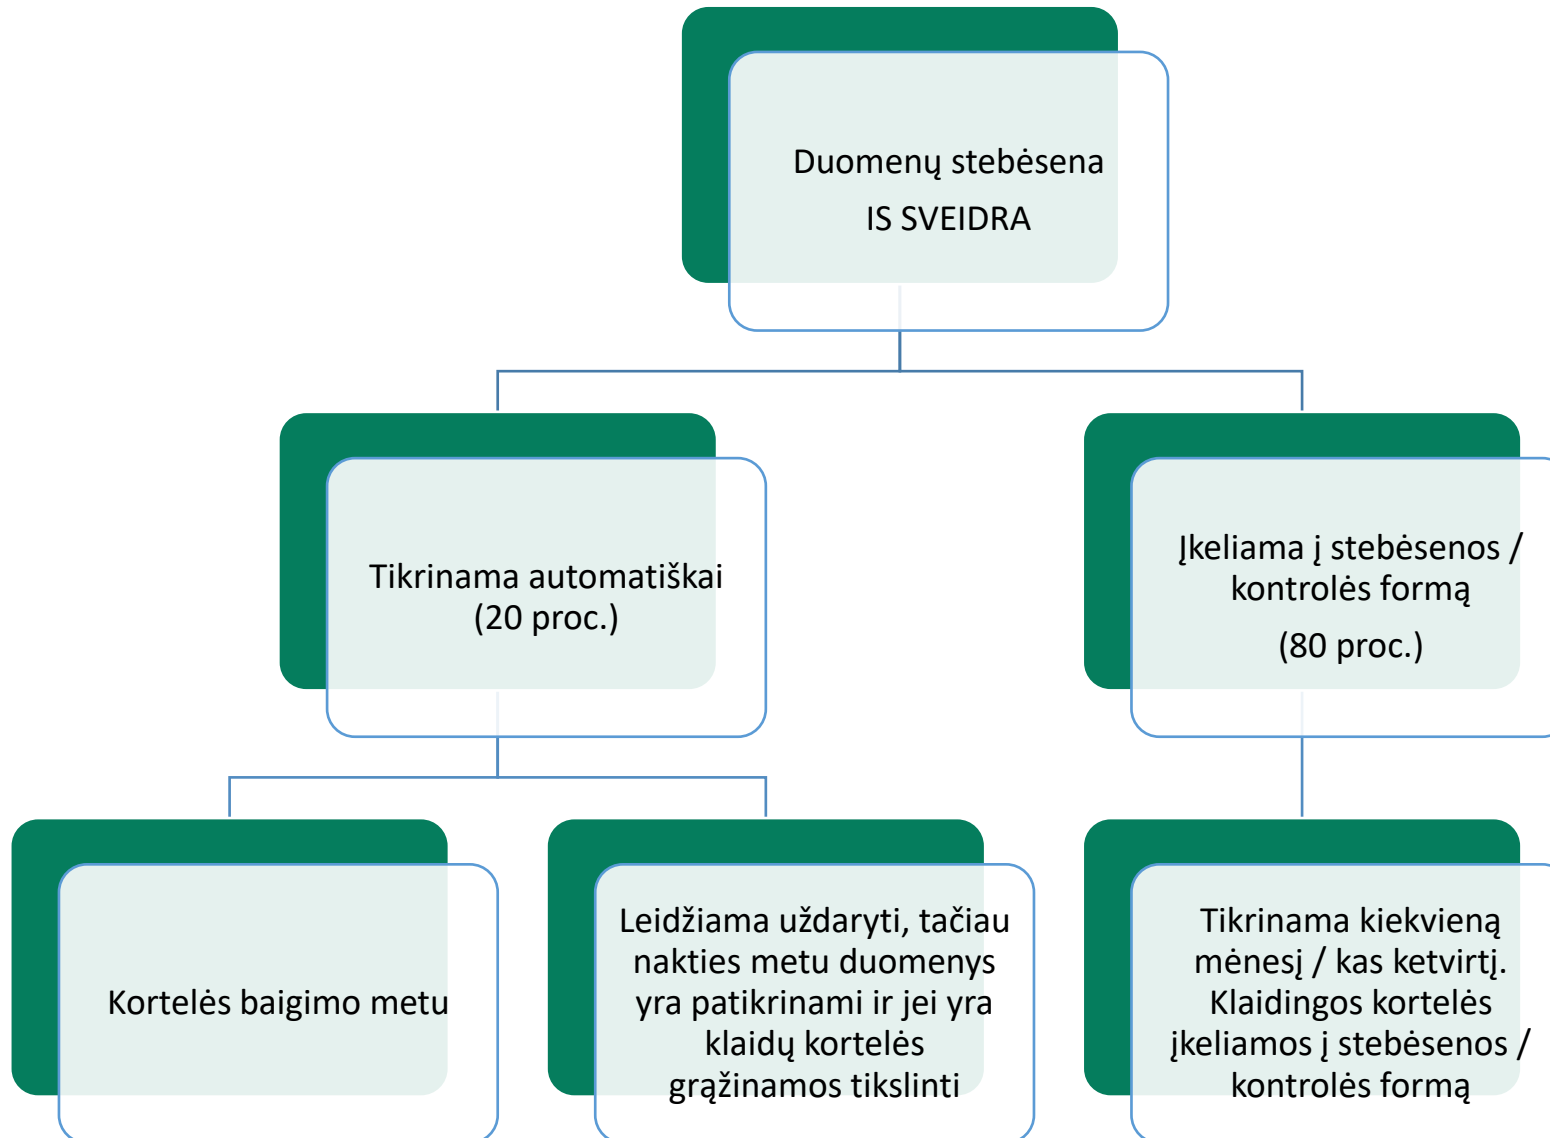 Duomenų stebėsena
IS SVEIDRA
Tikrinama automatiškai
(20 proc.)
Įkeliama į stebėsenos /
kontrolės formą
(80 proc.)
Kortelės baigimo metu
Leidžiama uždaryti, tačiau
nakties metu duomenys
yra patikrinami ir jei yra
klaidų kortelės
grąžinamos tikslinti
Tikrinama kiekvieną
mėnesį / kas ketvirtį.
Klaidingos kortelės
įkeliamos į stebėsenos /
kontrolės formą